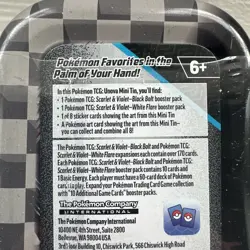 Pokémon Favorites in the
Palm of Your Hand!
6+
In this Pokémon TCG: Unova Mini Tin, you'll find:
• 1 Pokémon TCG: Scarlet & Violet—Black Bolt booster pack
• 1 Pokémon TCG: Scarlet & Violet—White Flare booster pack
• 1 of 8 sticker cards showing the art from this Mini Tin
• A Pokémon art card showing the art from this Mini Tin—
you can collect and combine all 8!
The Pokémon TCG: Scarlet & Violet—Black Bolt and Pokémon TCG:
Scarlet & Violet—White Flare expansions each contain over 170 cards.
Each Pokémon TCG: Scarlet & Violet—Black Bolt and Pokémon TCG:
Scarlet & Violet—White Flare booster pack contains 10 cards and
1 Basic Energy. Each player must have a 60-card deck of Pokémon
cards to play. Expand your Pokémon Trading Card Game collection
with "10 Additional Game Cards" booster packs.
The Pokémon Company
INTERNATIONAL
The Pokémon Company International
10400 NE 4th Street, Suite 2800
Bellevue, WA 98004 USA
3rd Floor Building 10, Chiswick Park, 566 Chiswick High Road